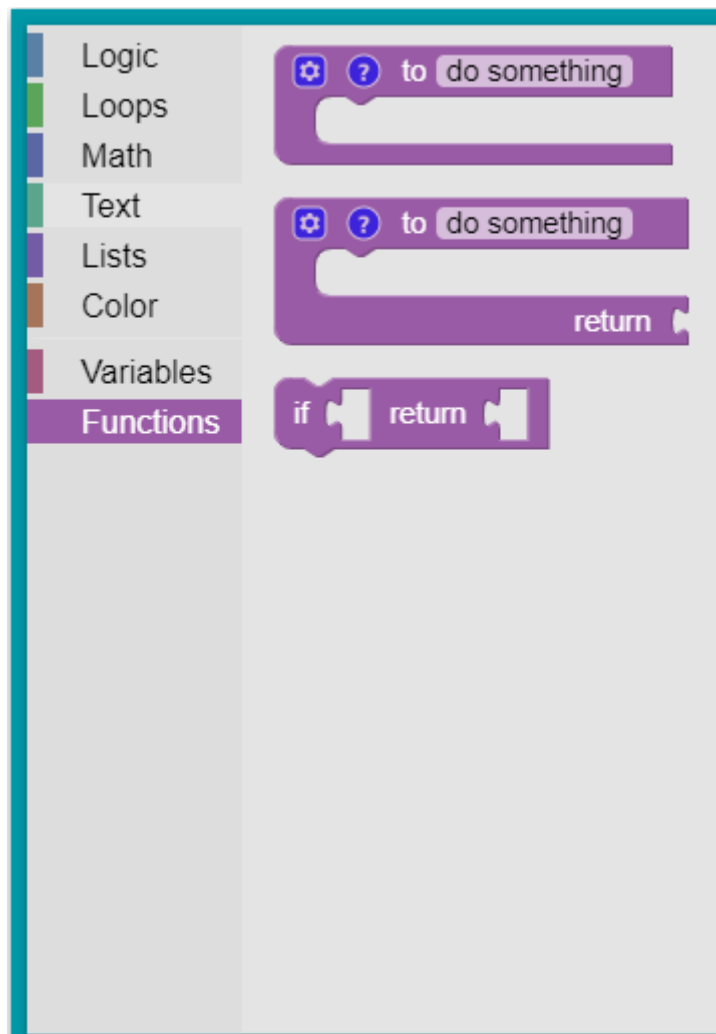 Logic
Loops
Math
Text
Lists
Color
Variables
Functions
? to do something
? to do something
return
if return